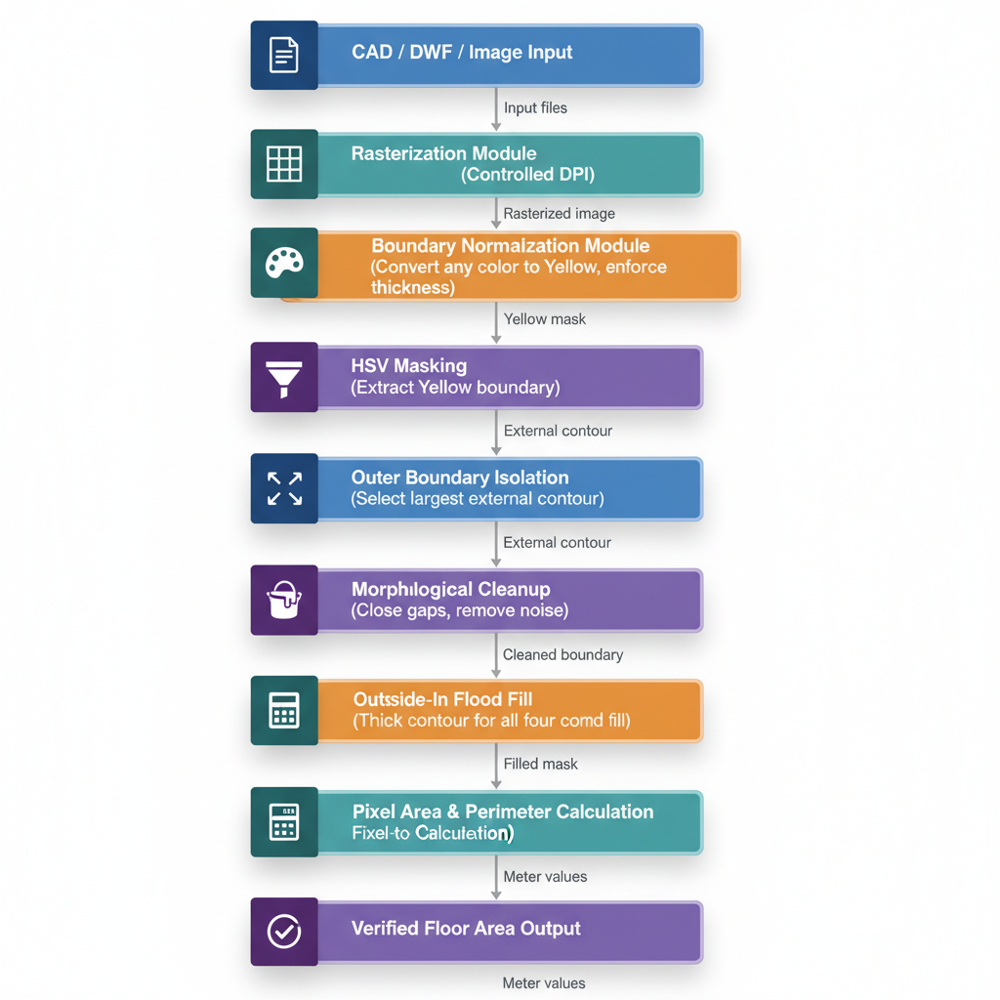 CAD / DWF / Image Input
Input files
Rasterization Module
(Controlled DPI)
Rasterized image
Boundary Normaization Module
(Convert any color to Yellow, enforce
thickness)
Yellow mask
HSV Masking
(Extract Yellow boundary)
External contour
Outer Boundary Isolation
(Select largest external contour)
External contour
Morphılogical Cleanup
(Close gaps, remove noise)
Cleaned boundary
Outsside-In Flood Fill
(Thick contour for all four comd fill)
Filled mask
Pixel Area & Perimeter Calculation
Fixel-to Calculation)
Meter values
Verified Floor Area Output
Meter values